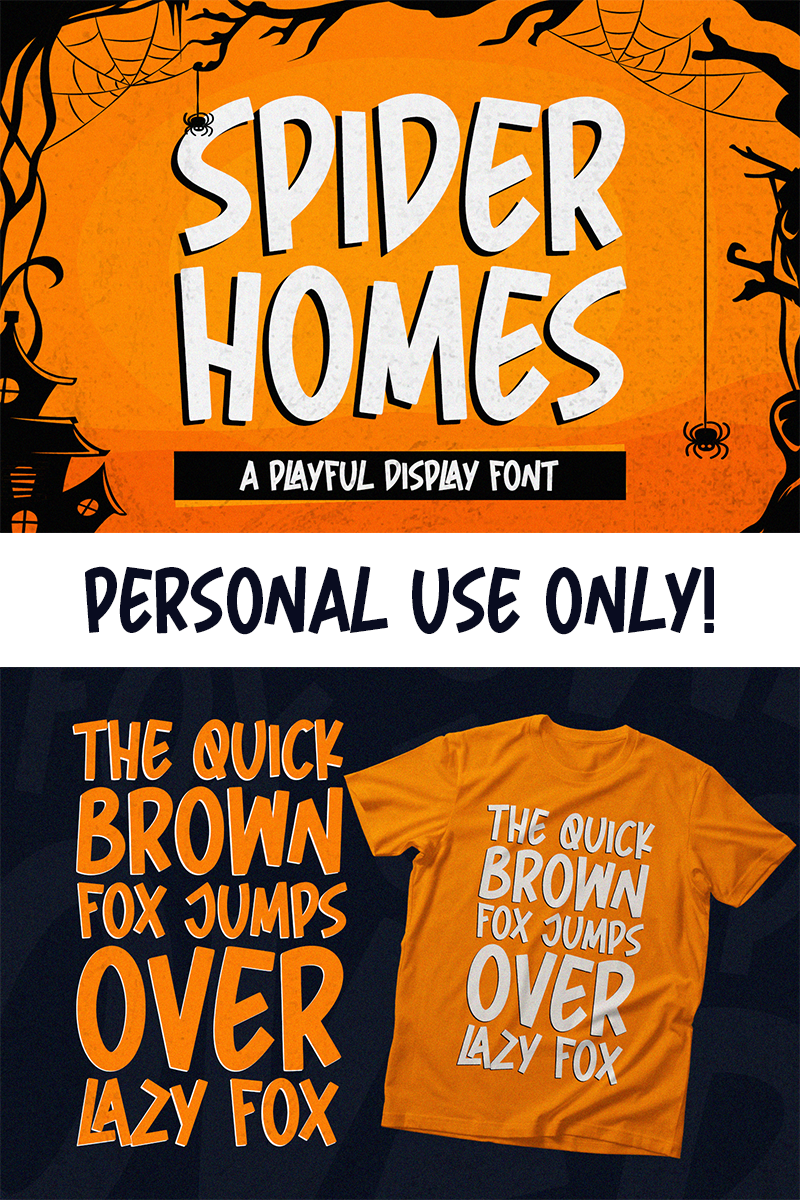 SPIDER
HOMES
A PLAYFUL DISPLAY FONT
PERSONAL USE ONLY!
THE QUICK
BROWN
FOX JUMPS
OVER
LAZY FOX
THE QUICK
BROWN
FOX JUMPS
OVER
LAZY FOX